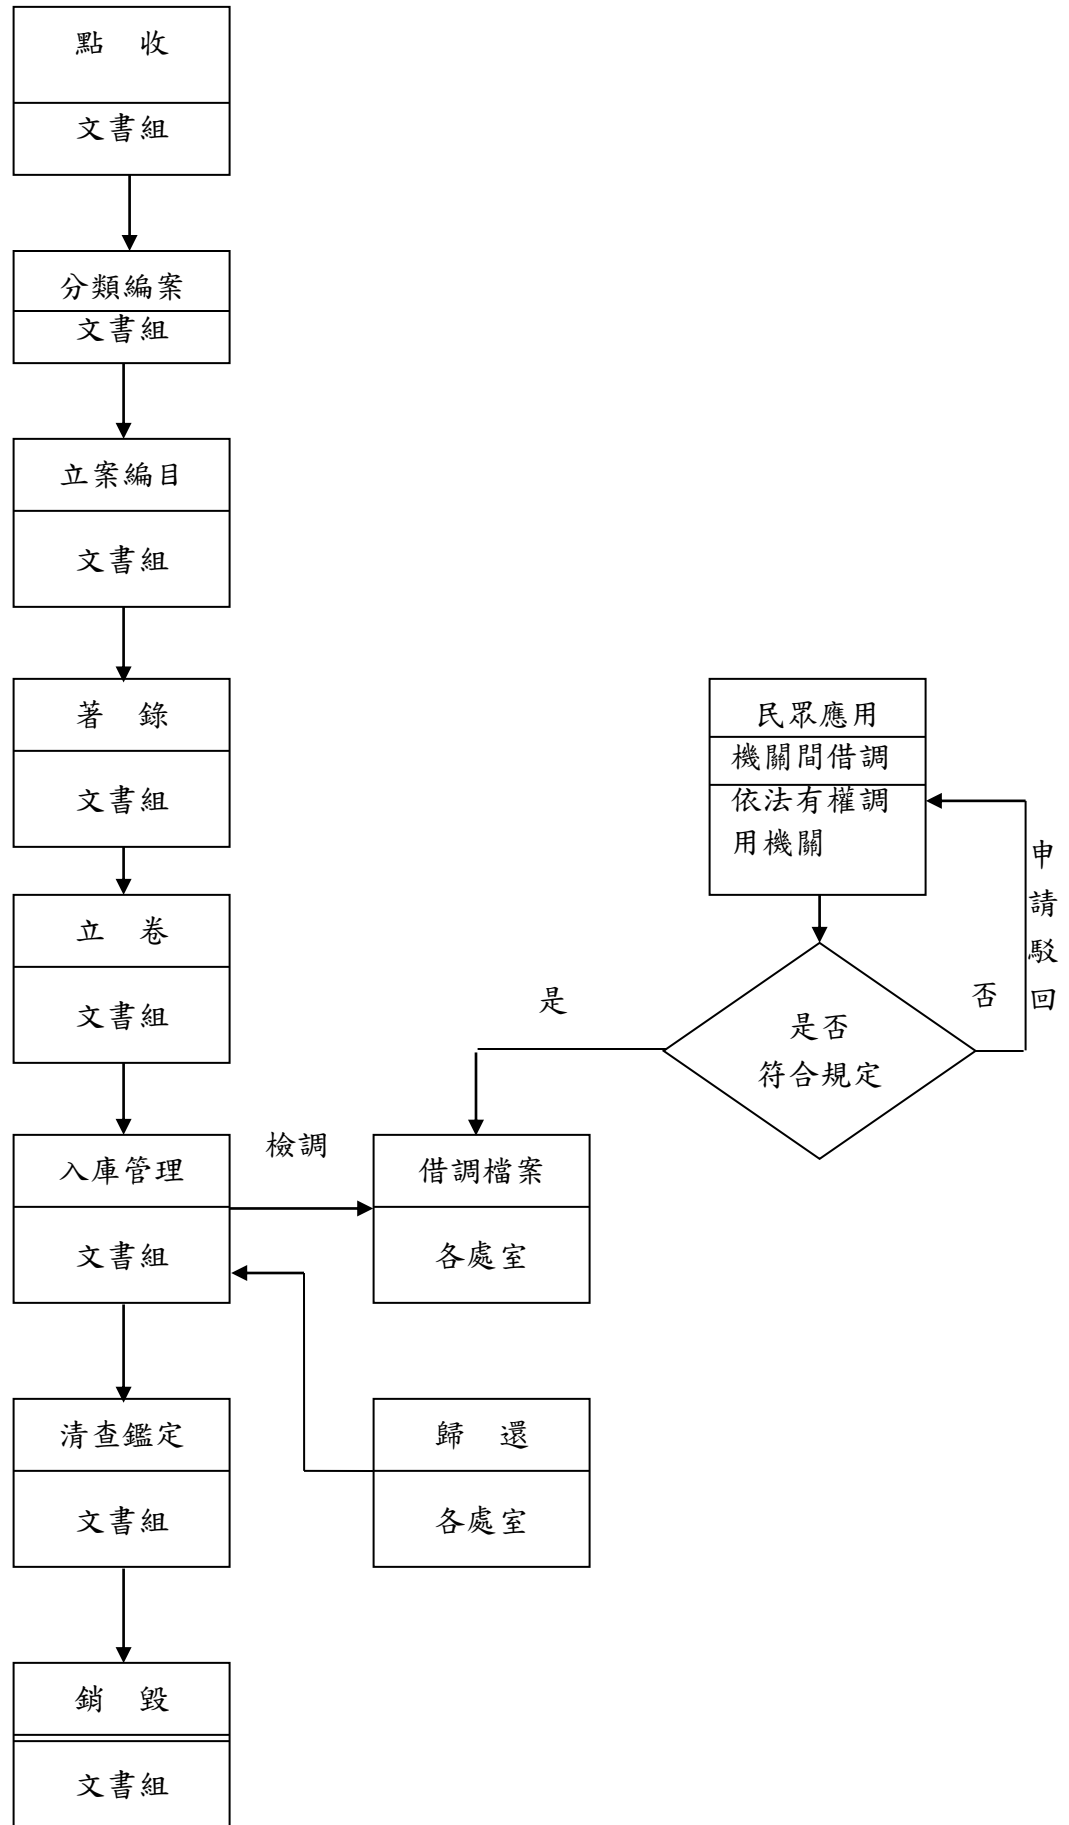 點 收
文書組
分類編案
文書組
立案編目
文書組
著 錄
文書組
立 卷
文書組
入庫管理
文書組
清查鑑定
文書組
銷 毀
文書組
檢調
借調檔案
各處室
歸 還
各處室
民眾應用
機關間借調
依法有權調
用機關
是否
符合規定
是
否
申請駁回